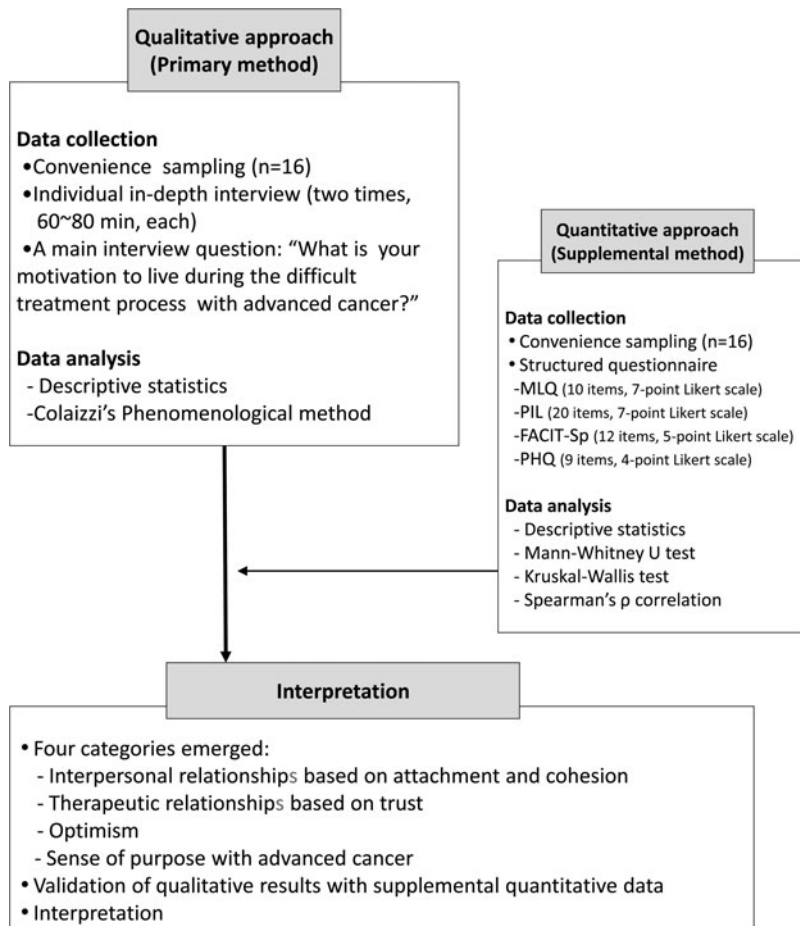 Qualitative approach
(Primary method)
Data collection
•Convenience sampling (n=16)
•Individual in-depth interview (two times,
60~80 min, each)
•A main interview question: “What is your
motivation to live during the difficult
treatment process with advanced cancer?”
Data analysis
- Descriptive statistics
-Colaizzi’s Phenomenological method
Quantitative approach
(Supplemental method)
Data collection
• Convenience sampling (n=16)
• Structured questionnaire
-MLQ (10 items, 7-point Likert scale)
-PIL (20 items, 7-point Likert scale)
-FACIT-Sp (12 items, 5-point Likert scale)
-PHQ (9 items, 4-point Likert scale)
Data analysis
- Descriptive statistics
- Mann-Whitney U test
- Kruskal-Wallis test
- Spearman’s ρ correlation
Interpretation
• Four categories emerged:
- Interpersonal relationships based on attachment and cohesion
- Therapeutic relationships based on trust
- Optimism
- Sense of purpose with advanced cancer
• Validation of qualitative results with supplemental quantitative data
• Interpretation